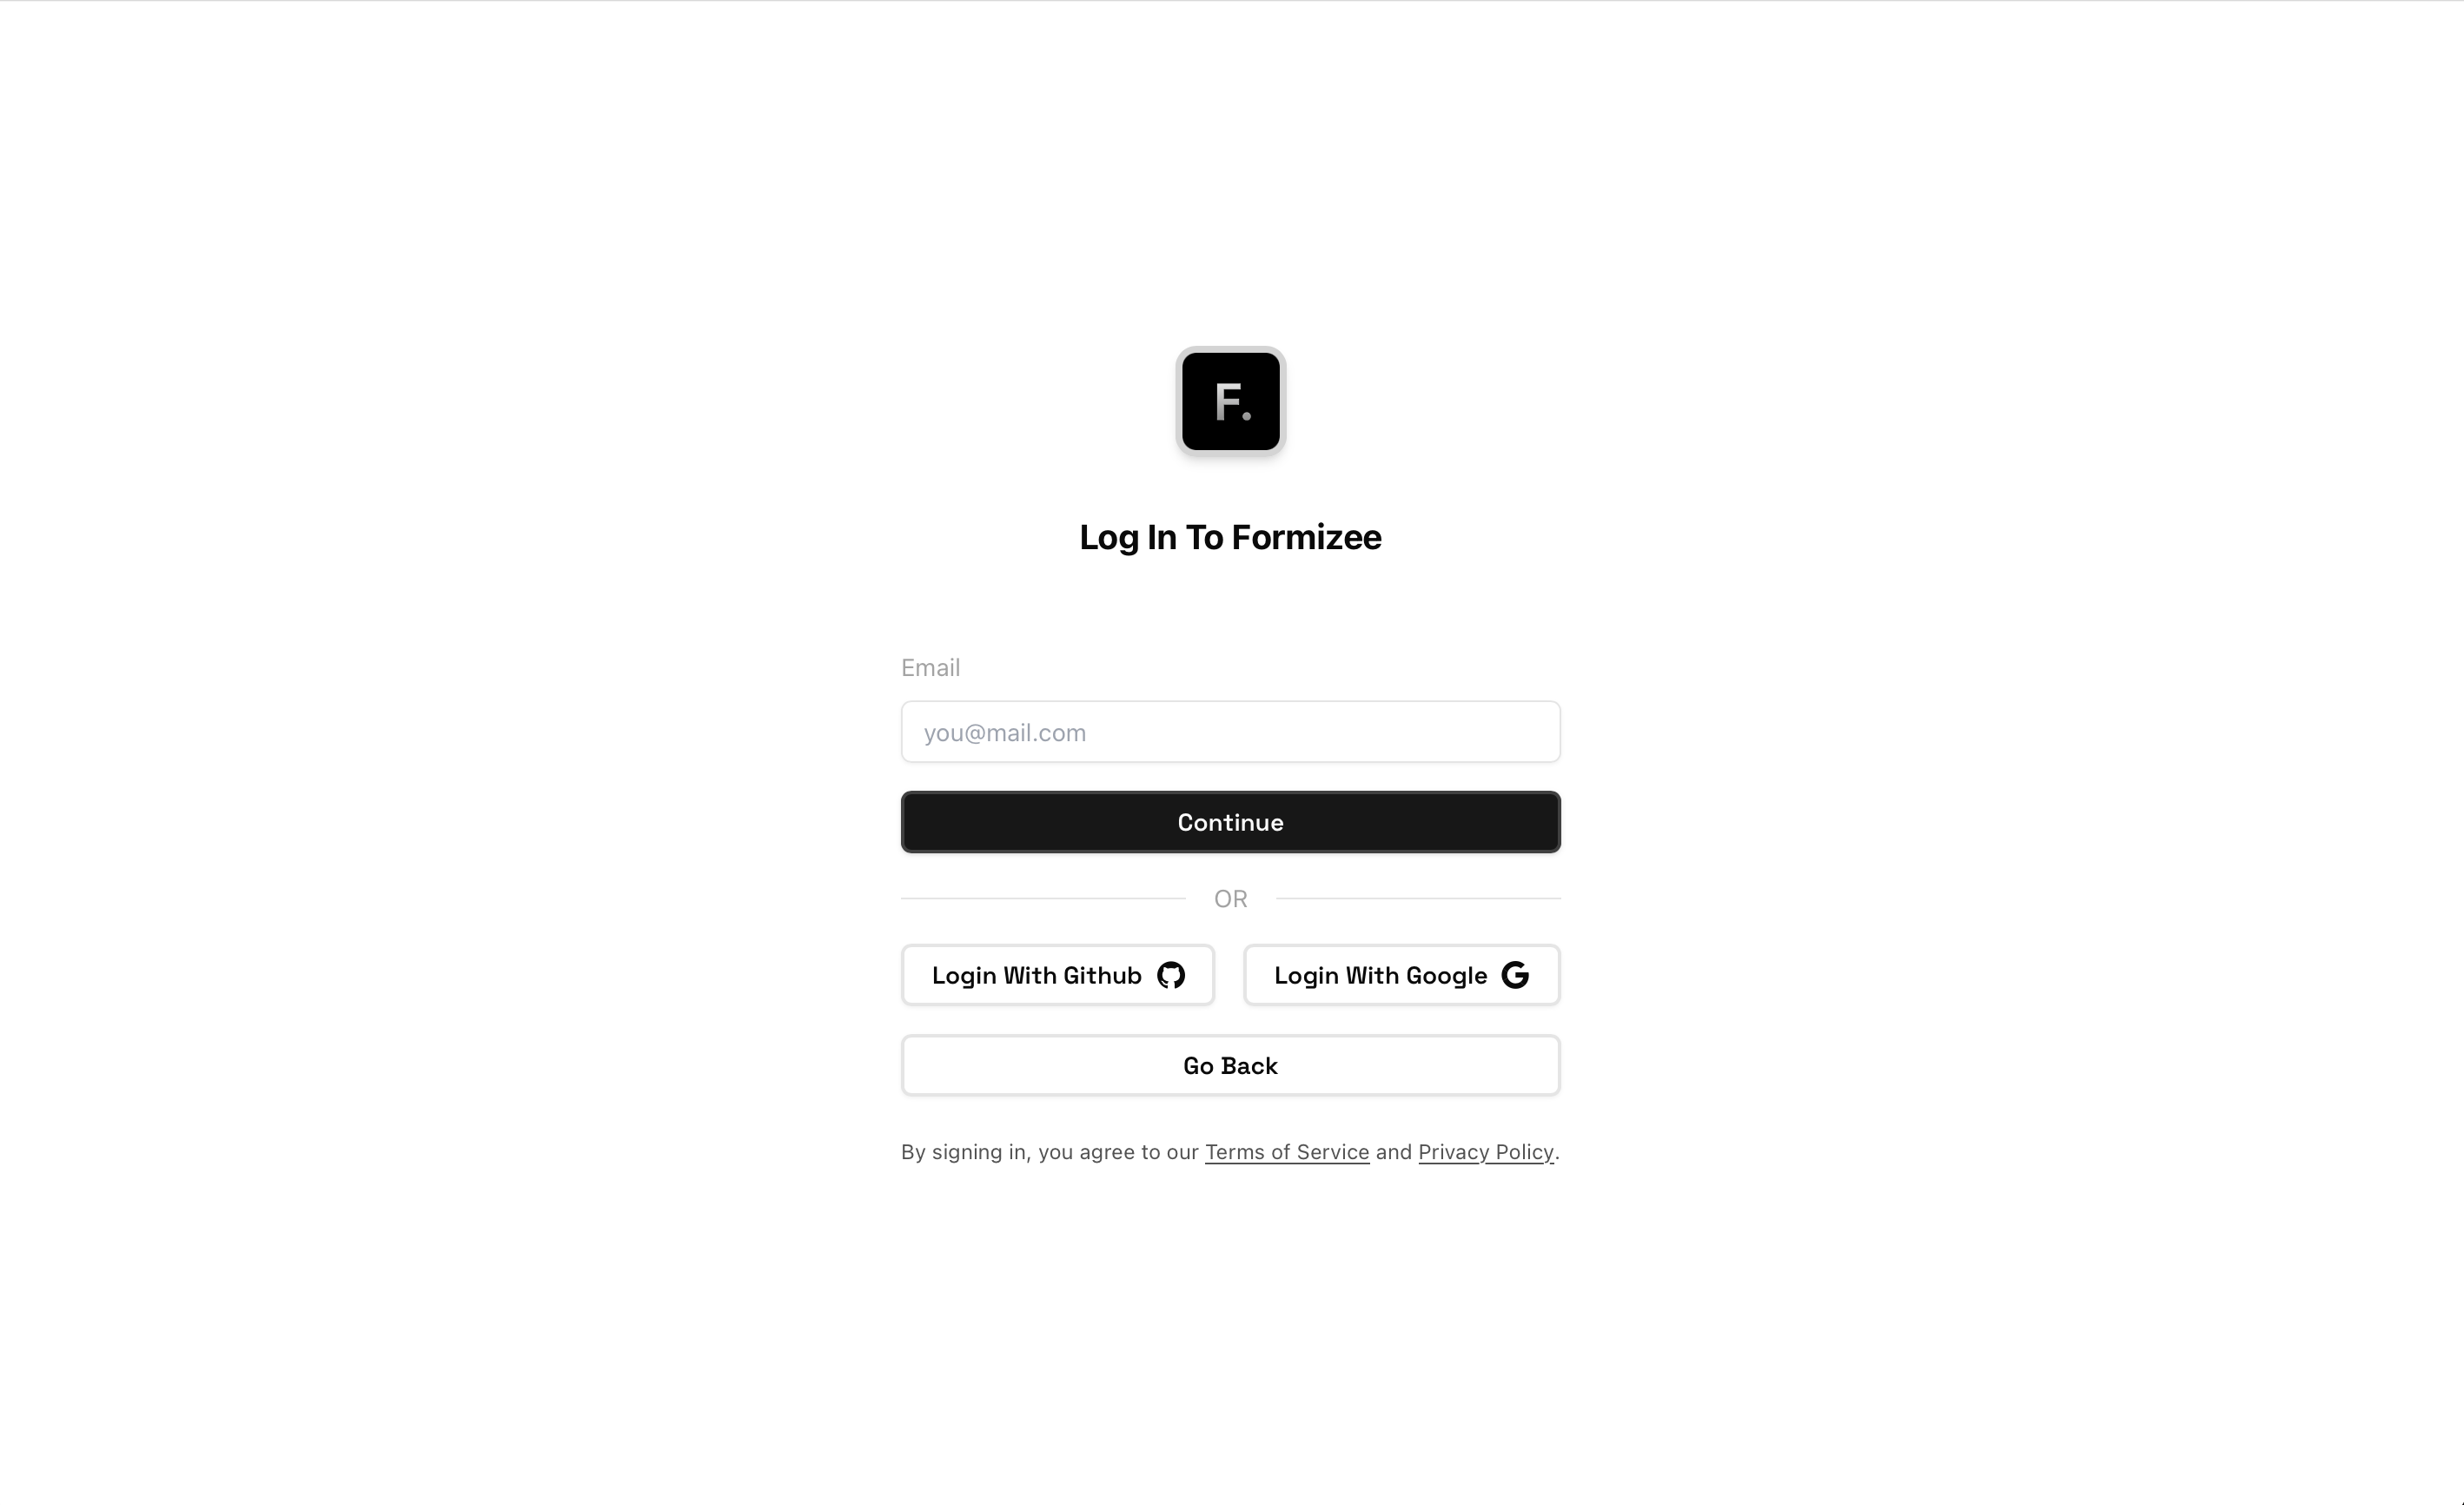 F.
Log In To Formizee
Email
you@mail.com
Continue
OR
Login With Github
Login With Google
Go Back
By signing in, you agree to our Terms of Service and Privacy Policy.